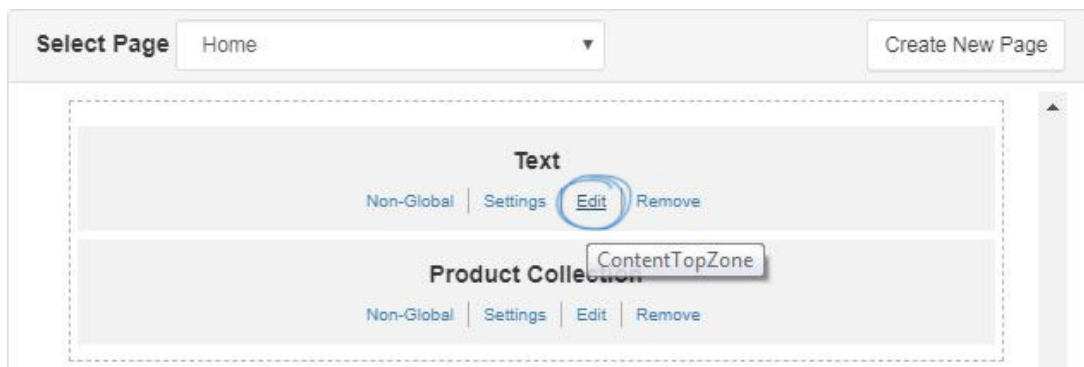 Select Page Home ▼ Create New Page
Text
Non-Global Settings Edit Remove
ContentTopZone
Product Collection
Non-Global Settings Edit Remove